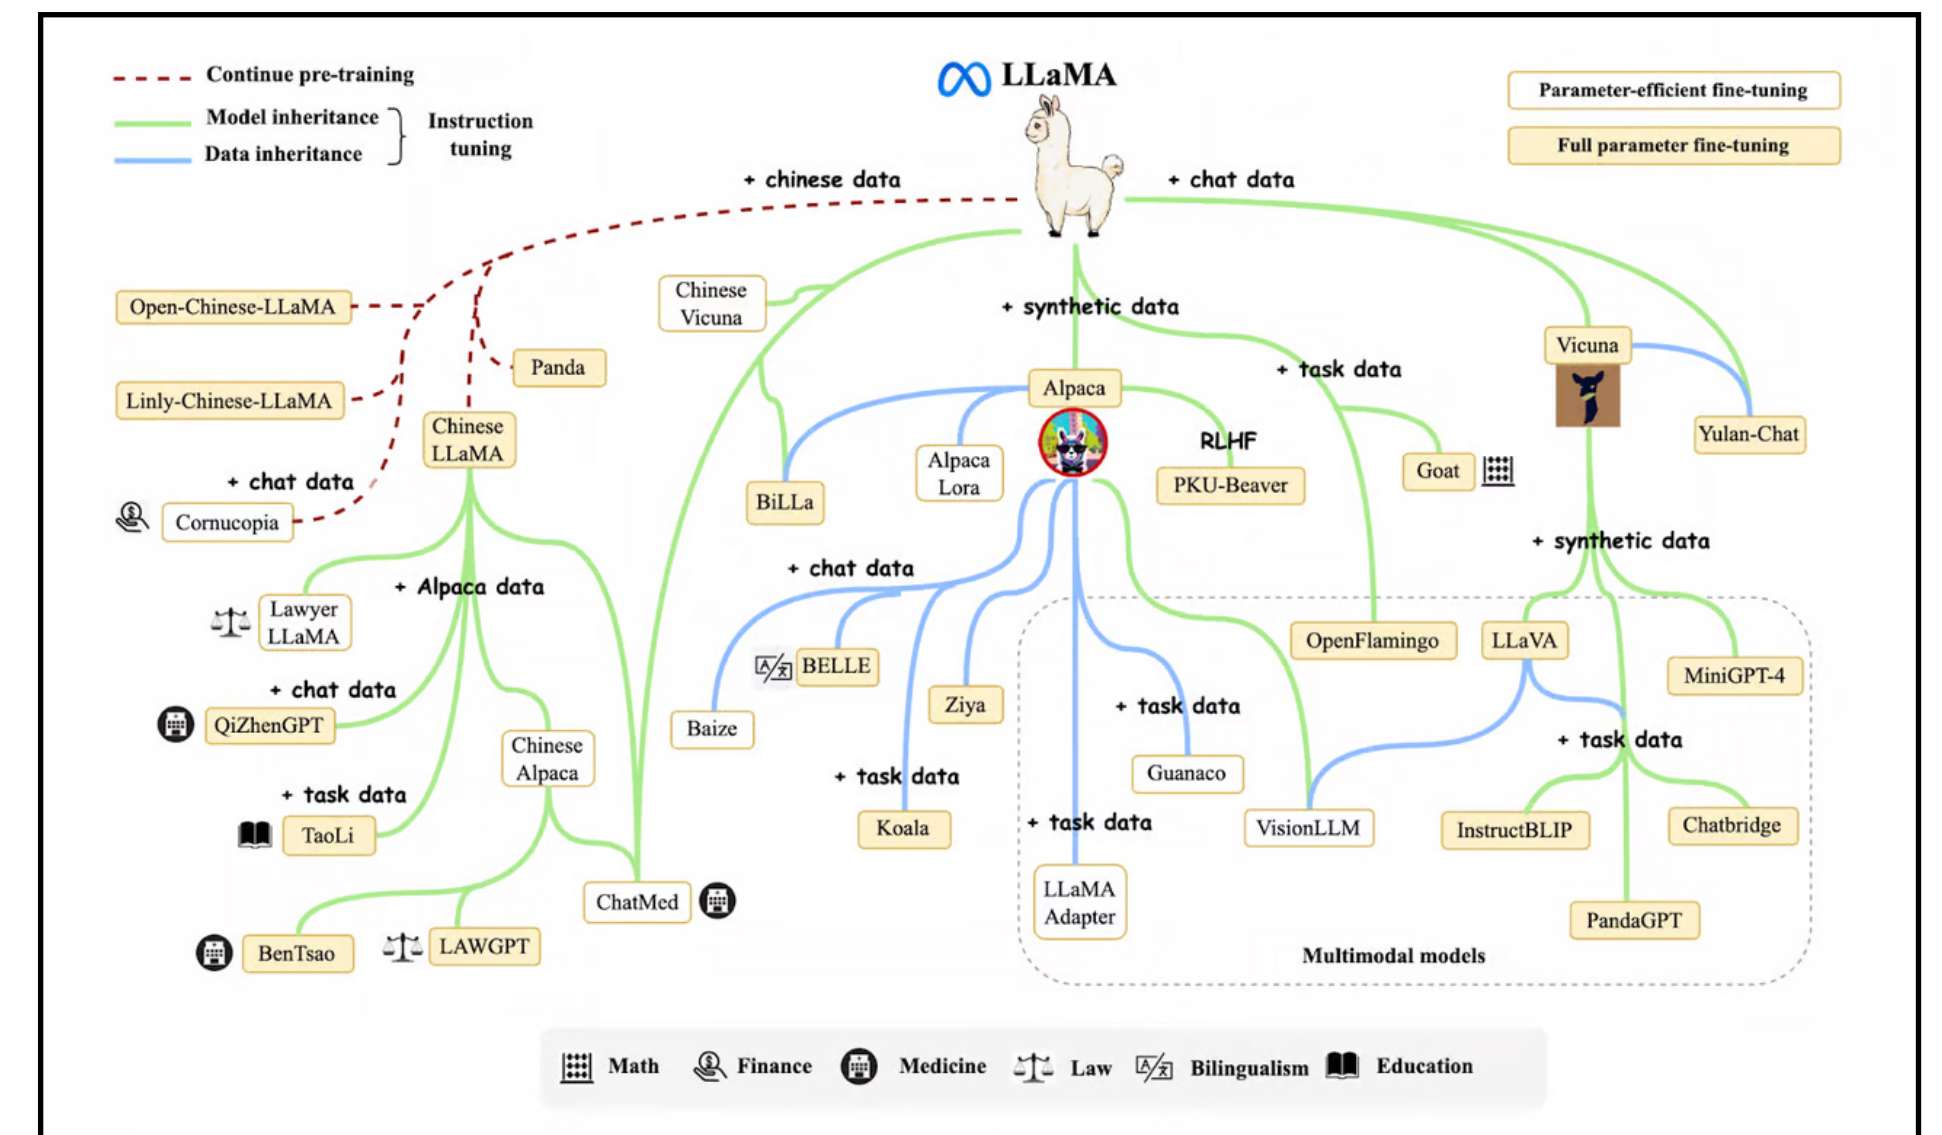 Continue pre-training
Model inheritance
Data inheritance
Instruction
tuning
LLaMA
Parameter-efficient fine-tuning
Full parameter fine-tuning
+ chinese data
+ chat data
Open-Chinese-LLaMA
Linly-Chinese-LLaMA
Panda
Chinese
LLaMA
+ chat data
Cornucopia
Chinese
Vicuna
+ synthetic data
Alpaca
+ task data
Vicuna
Yulan-Chat
BiLLa
Alpaca
Lora
RLHF
PKU-Beaver
Goat
+ synthetic data
+ Alpaca data
Lawyer
LLaMA
+ chat data
QiZhenGPT
+ task data
TaoLi
Chinese
Alpaca
BenTsao
LAWGPT
ChatMed
+ chat data
BELLE
A
文
Baize
Ziya
+ task data
Koala
+ task data
Guanaco
+ task data
LLaMA
Adapter
OpenFlamingo
LLaVA
MiniGPT-4
VisionLLM
+ task data
InstructBLIP
Chatbridge
PandaGPT
Multimodal models
Math
Finance
Medicine
Law
A
文
Bilingualism
Education